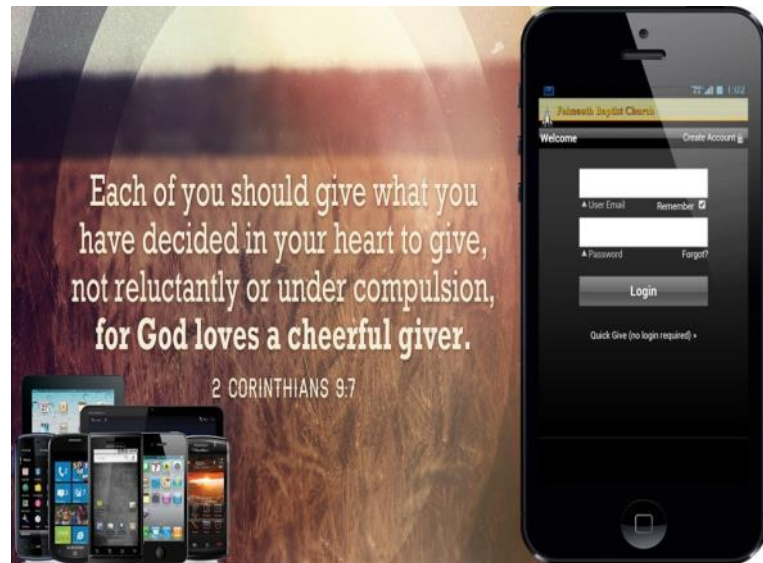 Each of you should give what you
have decided in your heart to give,
not reluctantly or under compulsion,
for God loves a cheerful giver.
2 CORINTHIANS 9:7
1:02
Falmouth Baptist Church
Welcome
Create Account
▲ User Email
Remember
▲ Password
Forgot?
Login
Quick Give (no login required) »